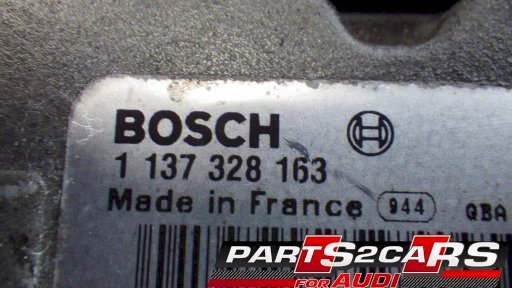 BOSCH
1 137 328 163
Made in France 944 QBA
PARTS2CARS
FOR AUDI